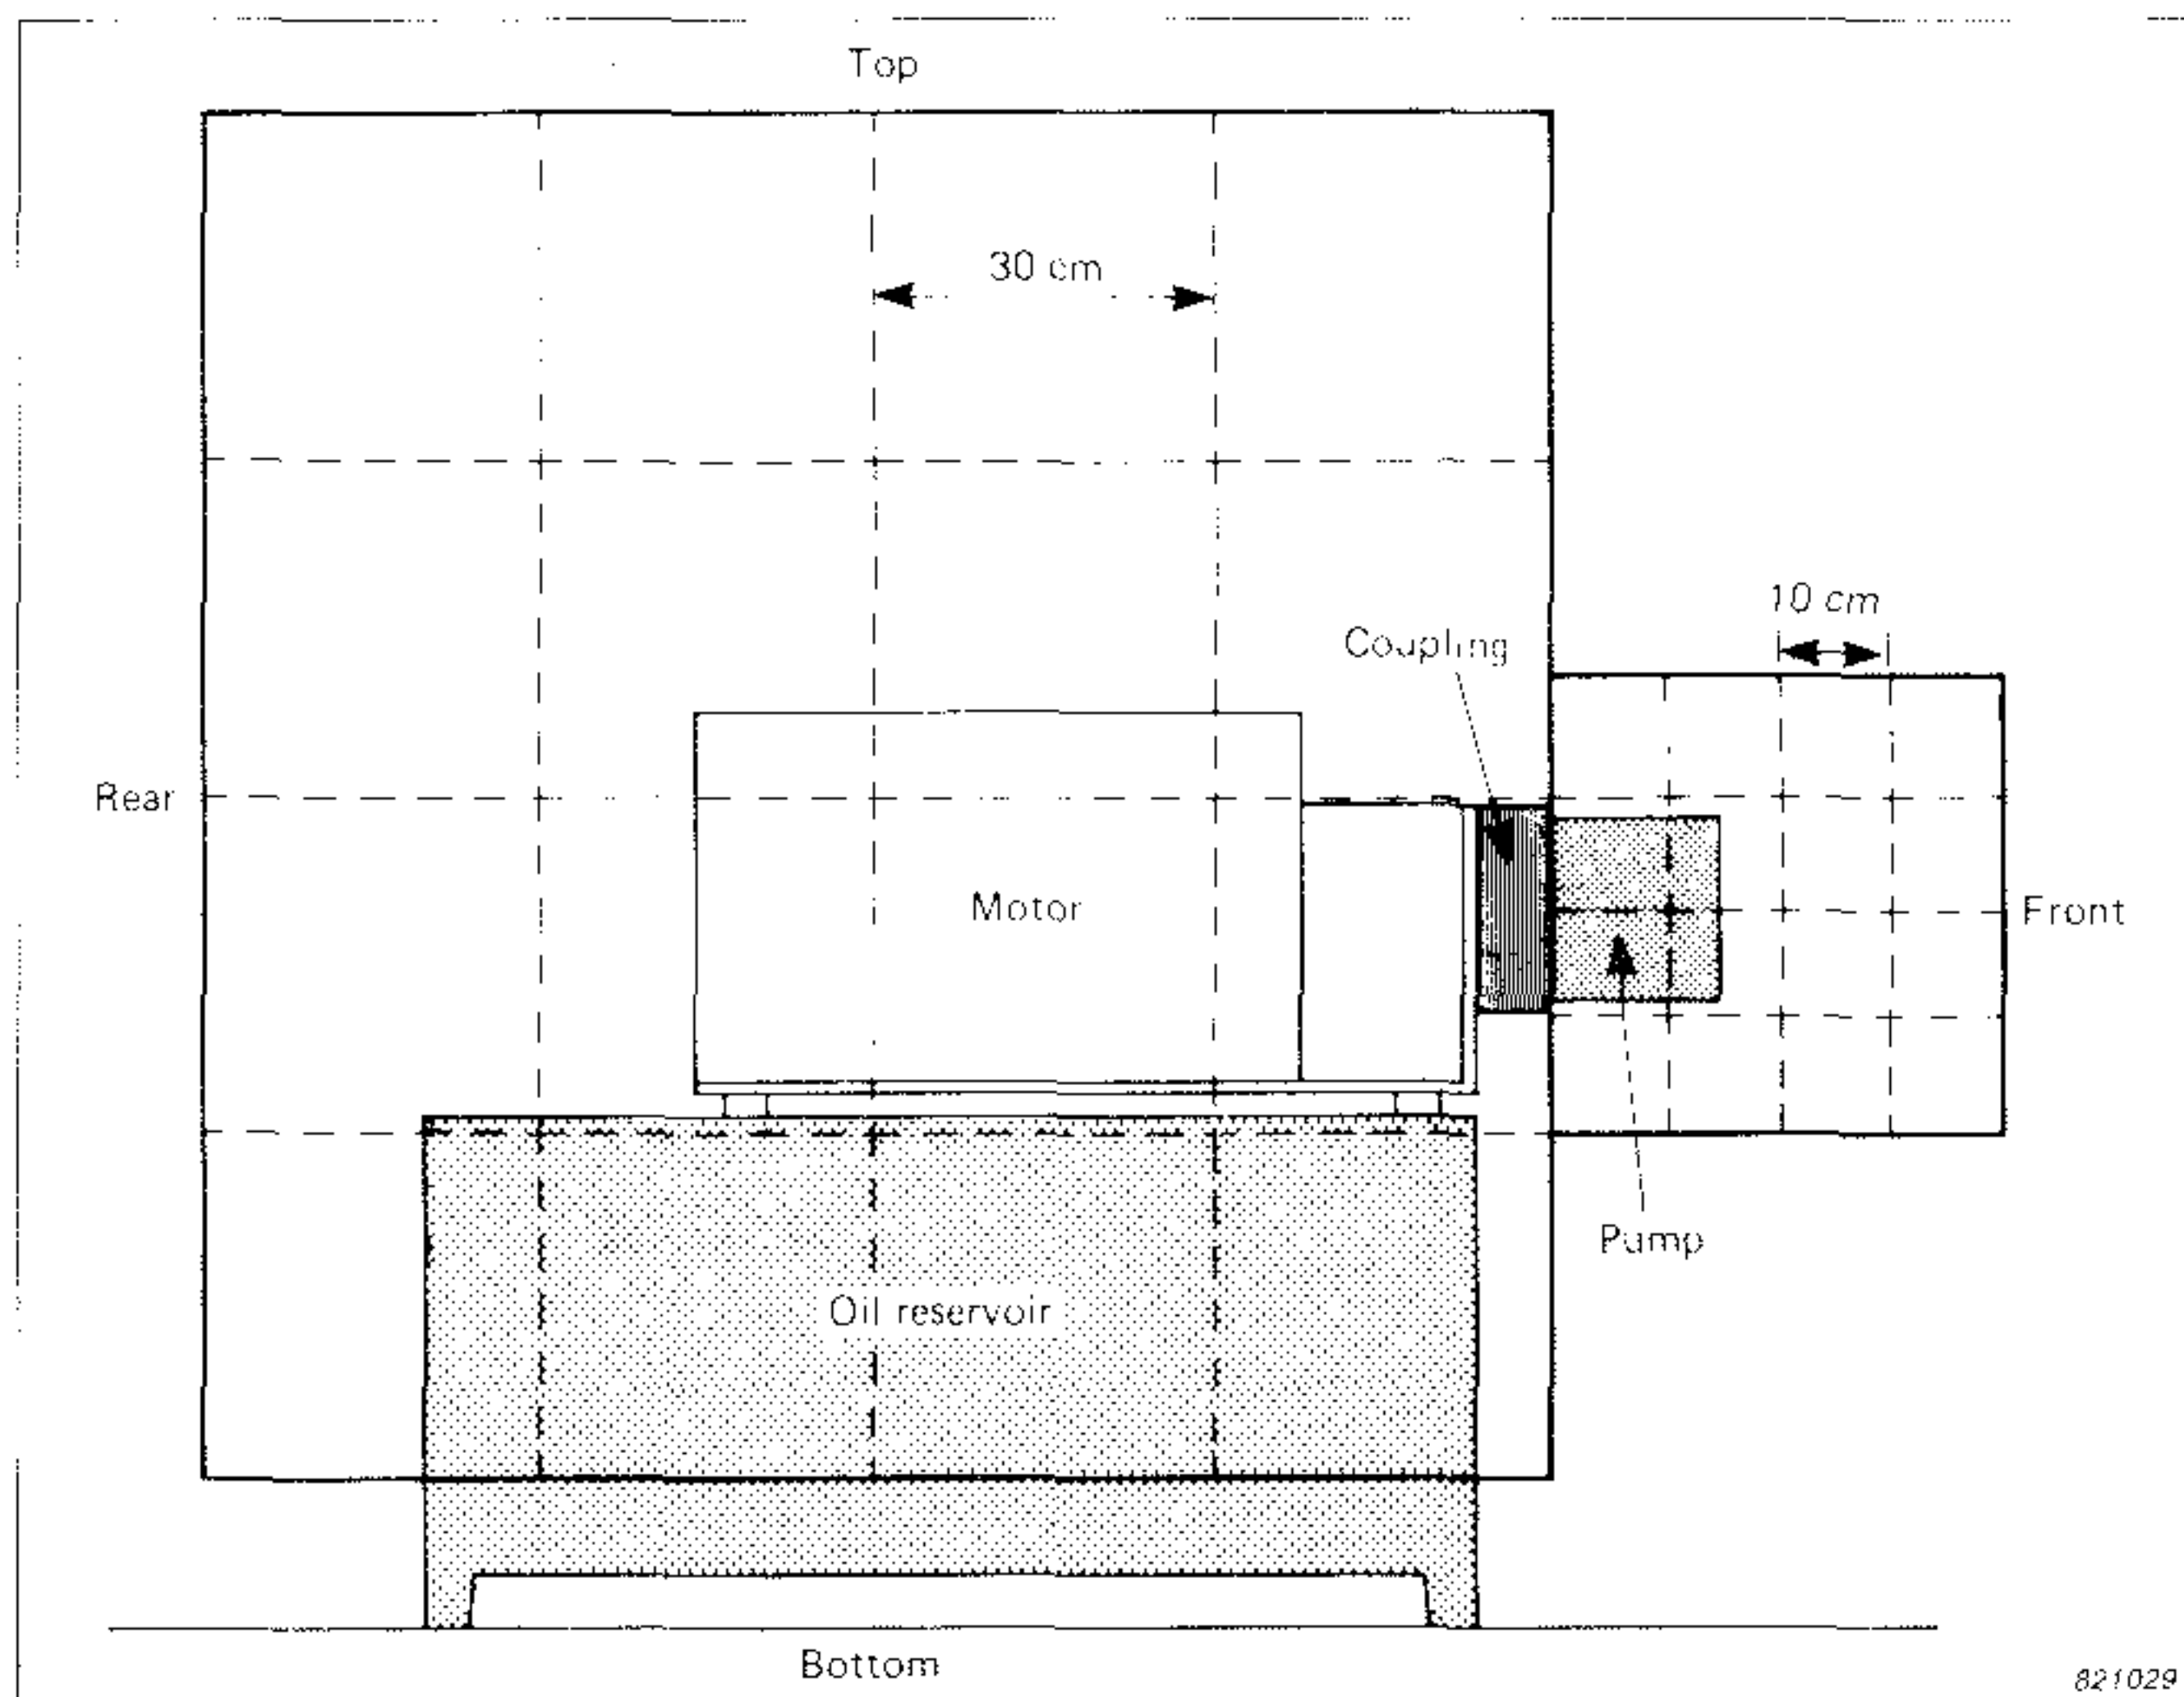 Top
30 cm
10 cm
Coupling
Rear
Motor
Front
Pump
Oil reservoir
Bottom
821029